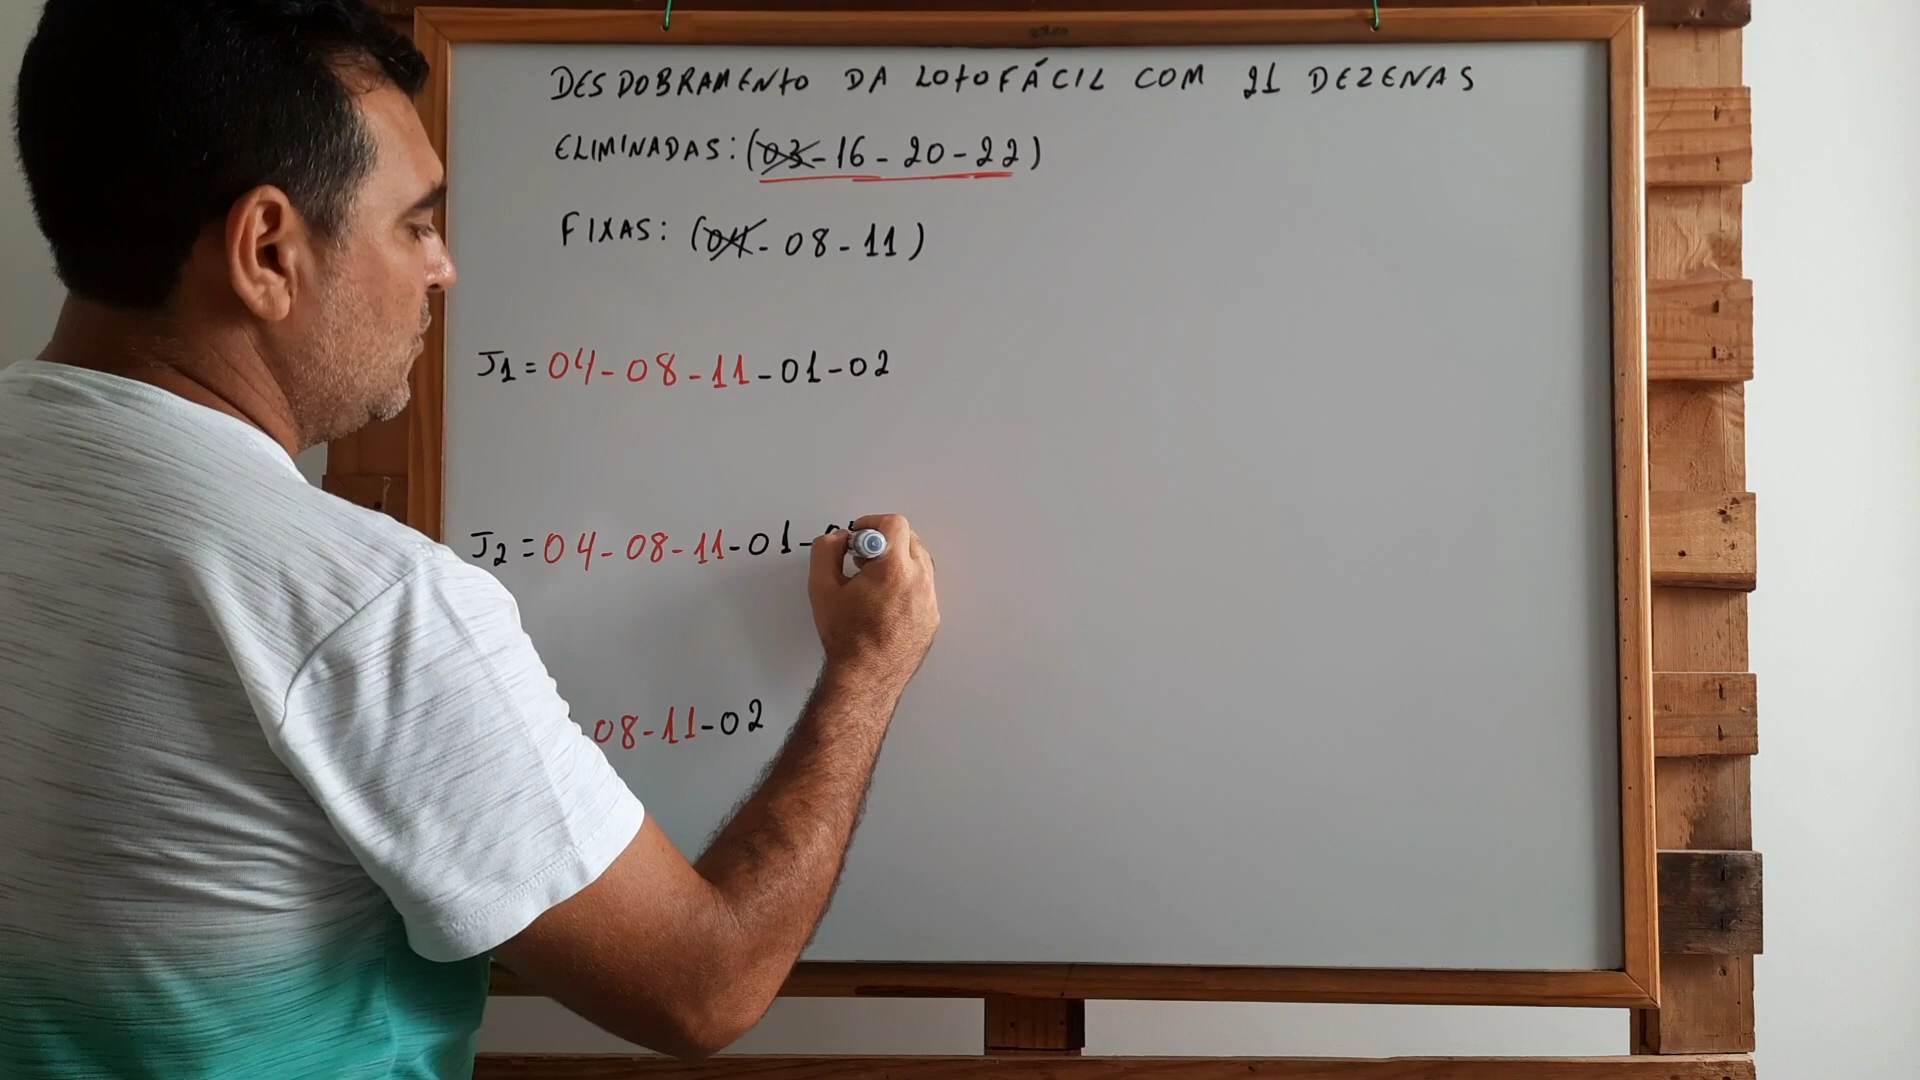 DESDOBRAMENTO DA LOTOFÁCIL COM 21 DEZENAS
ELIMINADAS: (03-16-20-22)
FIXAS: (04-08-11)
J1=04-08-11-01-02
J2=04-08-11-01-
08-11-02